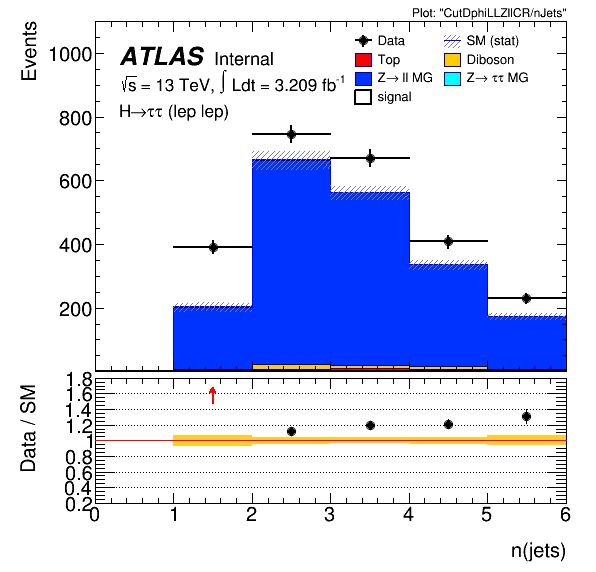 Plot: "CutDphiLLZllCR/nJets"
Events
1000
800
600
400
200
ATLAS Internal
√s = 13 TeV, ∫ Ldt = 3.209 fb⁻¹
H→ττ (lep lep)
Data
SM (stat)
Top
Diboson
Z→ ll MG
Z→ ττ MG
signal
Data / SM
1.8
1.6
1.4
1.2
1
0.8
0.6
0.4
0.2
0 1 2 3 4 5 6
n(jets)